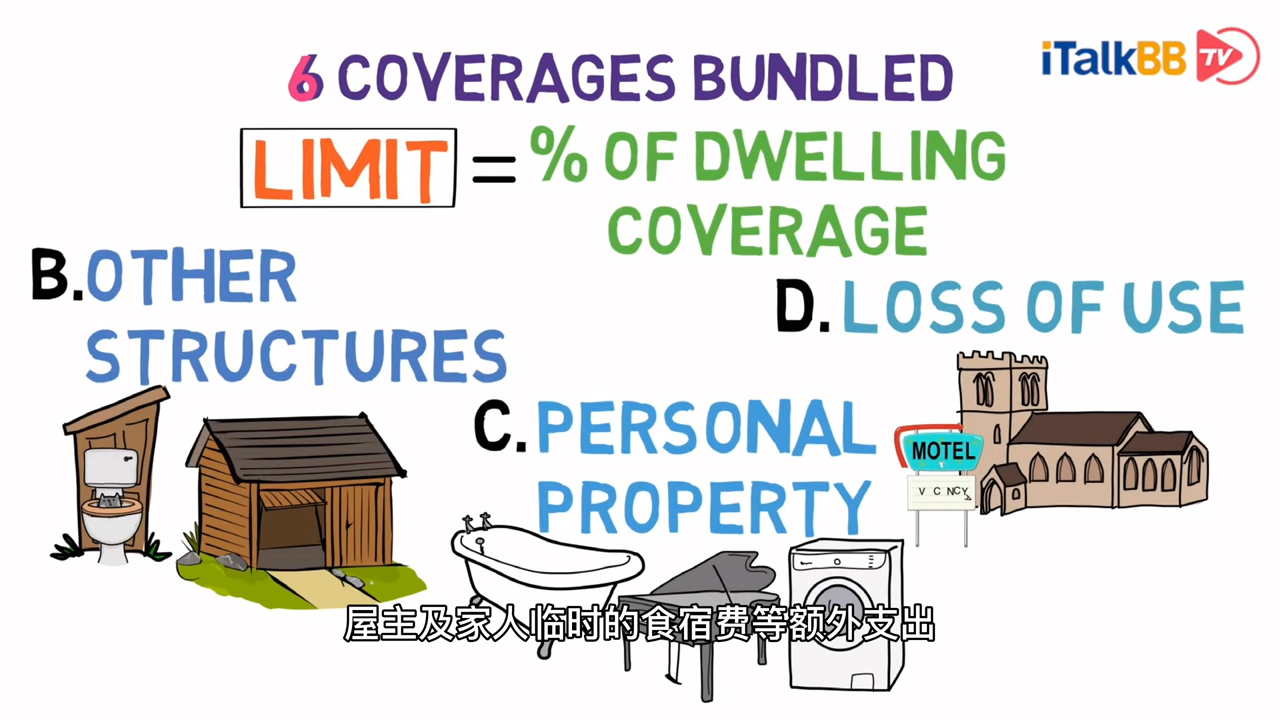 iTalkBB TV
6 COVERAGES BUNDLED
LIMIT = % OF DWELLING
COVERAGE
B. OTHER
STRUCTURES
D. LOSS OF USE
C. PERSONAL
PROPERTY
MOTEL
V C NCY
屋主及家人临时的食宿费等额外支出